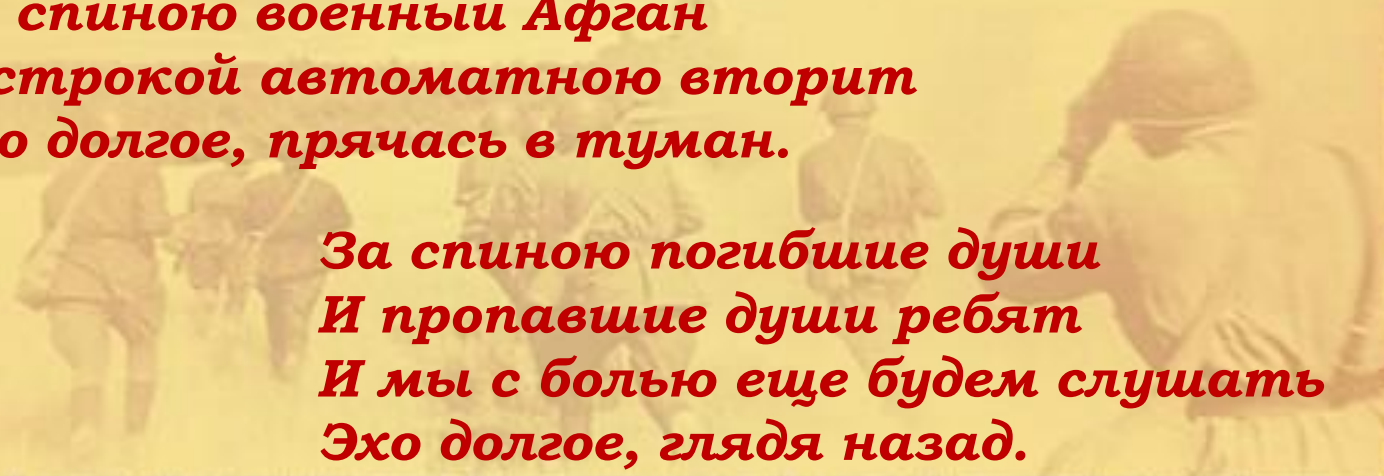 спиною военный Афган
строкой автоматною вторит
о долгое, прячась в туман.
За спиною погибшие души
И пропавшие души ребят
И мы с болью еще будем слушать
Эхо долгое, глядя назад.